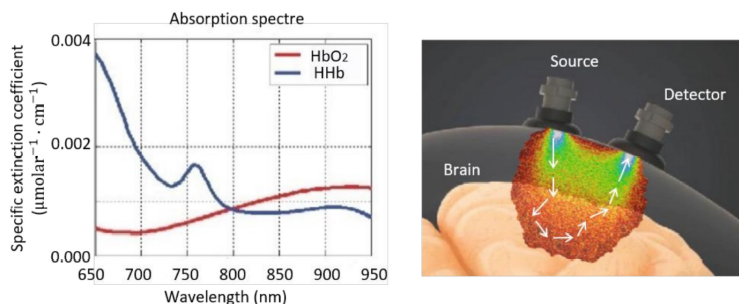 Absorption spectre
Specific extinction coefficient
(μmolar⁻¹ · cm⁻¹)
0.004
0.002
0.000
HbO₂
HHb
650 700 750 800 850 900 950
Wavelength (nm)
Source
Detector
Brain